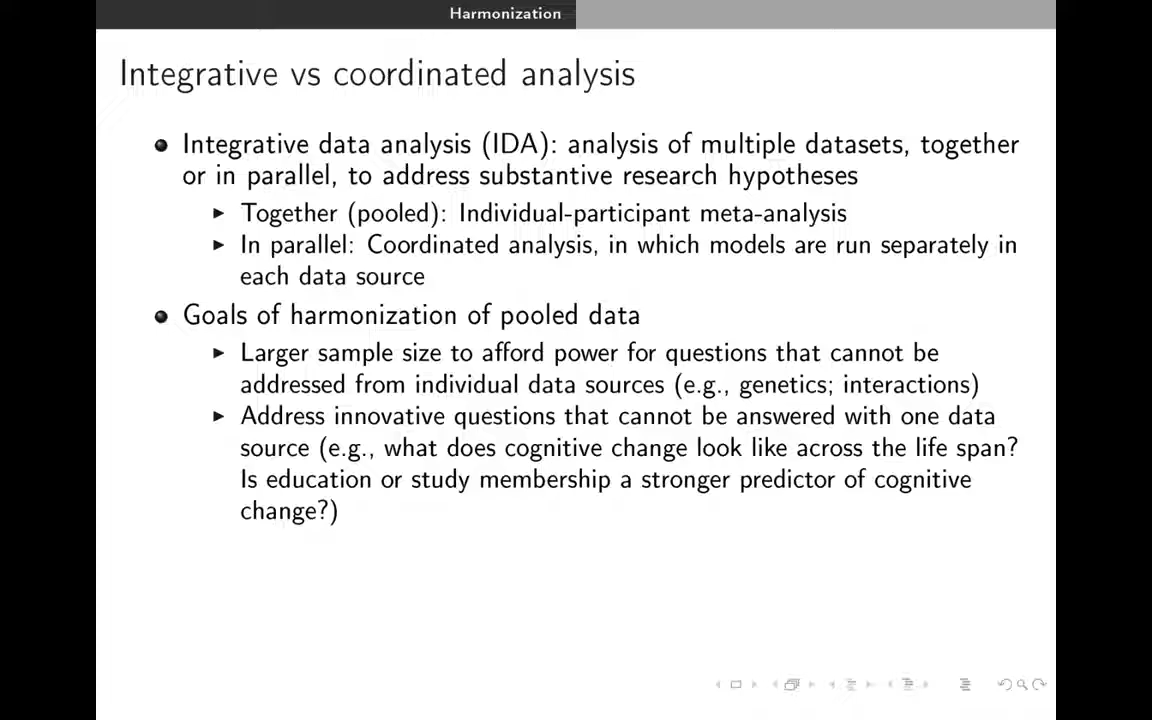 Harmonization
Integrative vs coordinated analysis
Integrative data analysis (IDA): analysis of multiple datasets, together
or in parallel, to address substantive research hypotheses
Together (pooled): Individual-participant meta-analysis
In parallel: Coordinated analysis, in which models are run separately in
each data source
Goals of harmonization of pooled data
Larger sample size to afford power for questions that cannot be
addressed from individual data sources (e.g., genetics; interactions)
Address innovative questions that cannot be answered with one data
source (e.g., what does cognitive change look like across the life span?
Is education or study membership a stronger predictor of cognitive
change?)